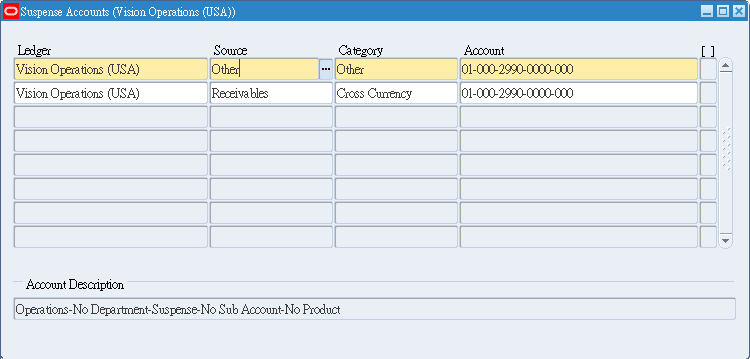 Suspense Accounts (Vision Operations (USA))
Ledger Source Category Account [ ]
Vision Operations (USA) Other ... Other 01-000-2990-0000-000
Vision Operations (USA) Receivables Cross Currency 01-000-2990-0000-000
Account Description
Operations-No Department-Suspense-No Sub Account-No Product